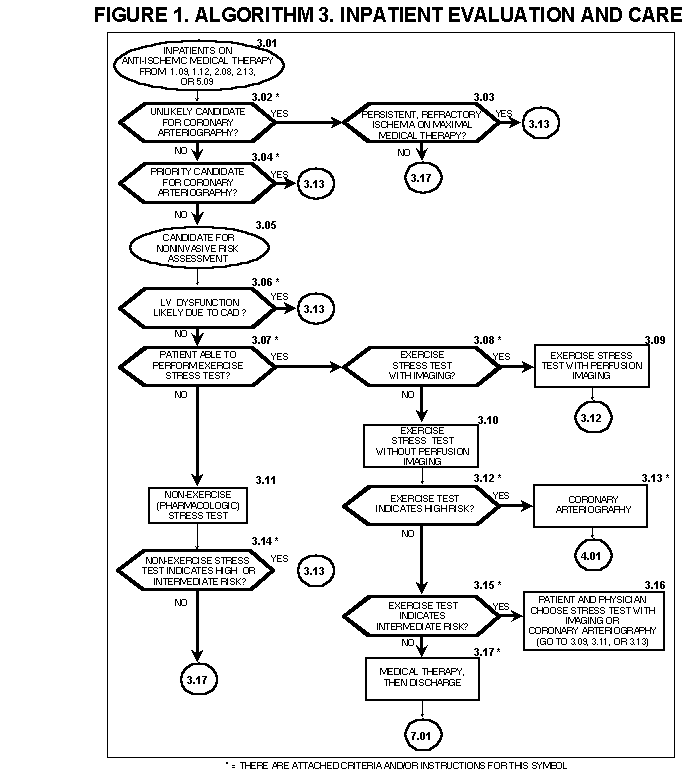 FIGURE 1. ALGORITHM 3. INPATIENT EVALUATION AND CARE
3.01
INPATIENTS ON
ANTI-ISCHEMIC MEDICAL THERAPY
FROM 1.09, 1.12, 2.08, 2.13,
OR 5.09
3.02 *
UNLIKELY CANDIDATE
FOR CORONARY
ARTERIOGRAPHY?
YES
NO
3.03
PERSISTENT, REFRACTORY
ISCHEMIA ON MAXIMAL
MEDICAL THERAPY?
YES
3.13
NO
3.17
3.04 *
PRIORITY CANDIDATE
FOR CORONARY
ARTERIOGRAPHY?
YES
3.13
NO
3.05
CANDIDATE FOR
NONINVASIVE RISK
ASSESSMENT
3.06 *
LV DYSFUNCTION
LIKELY DUE TO CAD?
YES
3.13
NO
3.07 *
PATIENT ABLE TO
PERFORM EXERCISE
STRESS TEST?
YES
NO
3.08 *
EXERCISE
STRESS TEST
WITH IMAGING?
YES
NO
3.09
EXERCISE STRESS
TEST WITH PERFUSION
IMAGING
3.12
3.10
EXERCISE
STRESS TEST
WITHOUT PERFUSION
IMAGING
3.11
NON-EXERCISE
(PHARMACOLOGIC)
STRESS TEST
3.12 *
EXERCISE TEST
INDICATES HIGH RISK?
YES
NO
3.13 *
CORONARY
ARTERIOGRAPHY
4.01
3.14 *
NON-EXERCISE STRESS
TEST INDICATES HIGH OR
INTERMEDIATE RISK?
YES
3.13
NO
3.17
3.15 *
EXERCISE TEST
INDICATES
INTERMEDIATE RISK?
YES
NO
3.16
PATIENT AND PHYSICIAN
CHOOSE STRESS TEST WITH
IMAGING OR
CORONARY ARTERIOGRAPHY
(GO TO 3.09, 3.11, OR 3.13)
3.17 *
MEDICAL THERAPY,
THEN DISCHARGE
7.01
* = THERE ARE ATTACHED CRITERIA AND/OR INSTRUCTIONS FOR THIS SYMBOL